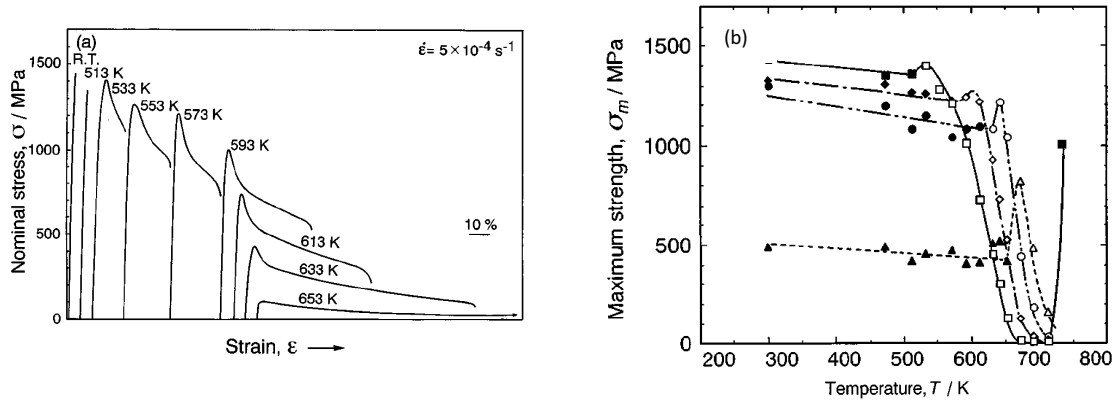 (a)
ε̇= 5×10⁻⁴ s⁻¹
R.T.
513 K
533 K
553 K
573 K
593 K
613 K
633 K
653 K
10 %
1500
1000
500
0
Nominal stress, σ / MPa
Strain, ε
(b)
1500
1000
500
0
Maximum strength, σm / MPa
200 300 400 500 600 700 800
Temperature, T / K